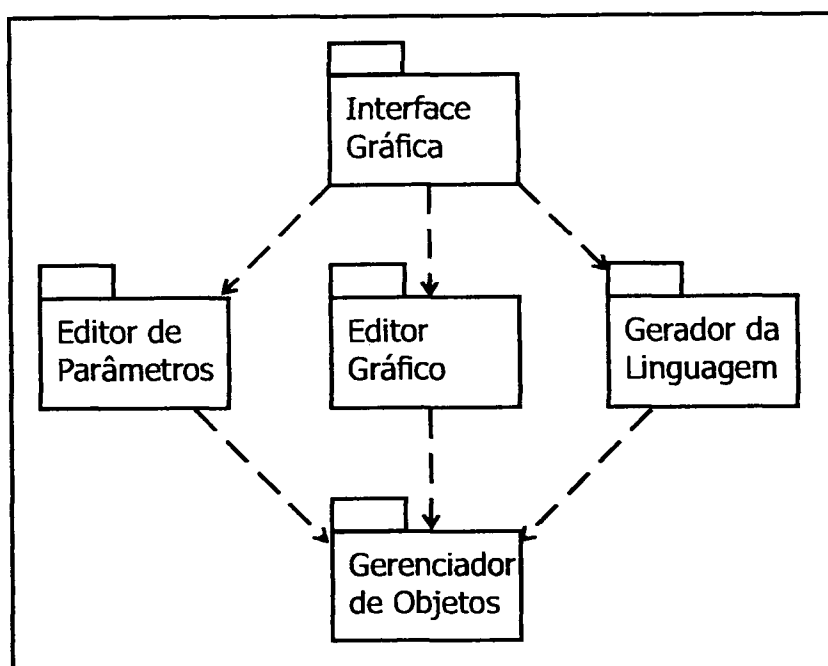 Interface
Gráfica
Editor de
Parâmetros
Editor
Gráfico
Gerador da
Linguagem
Gerenciador
de Objetos